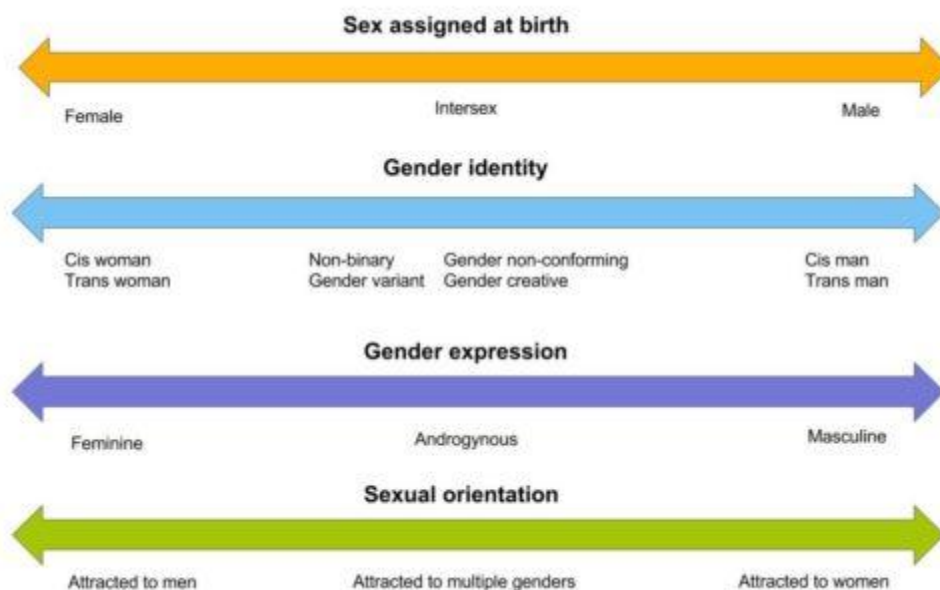 Sex assigned at birth
Female Intersex Male
Gender identity
Cis woman Non-binary Gender non-conforming Cis man
Trans woman Gender variant Gender creative Trans man
Gender expression
Feminine Androgynous Masculine
Sexual orientation
Attracted to men Attracted to multiple genders Attracted to women